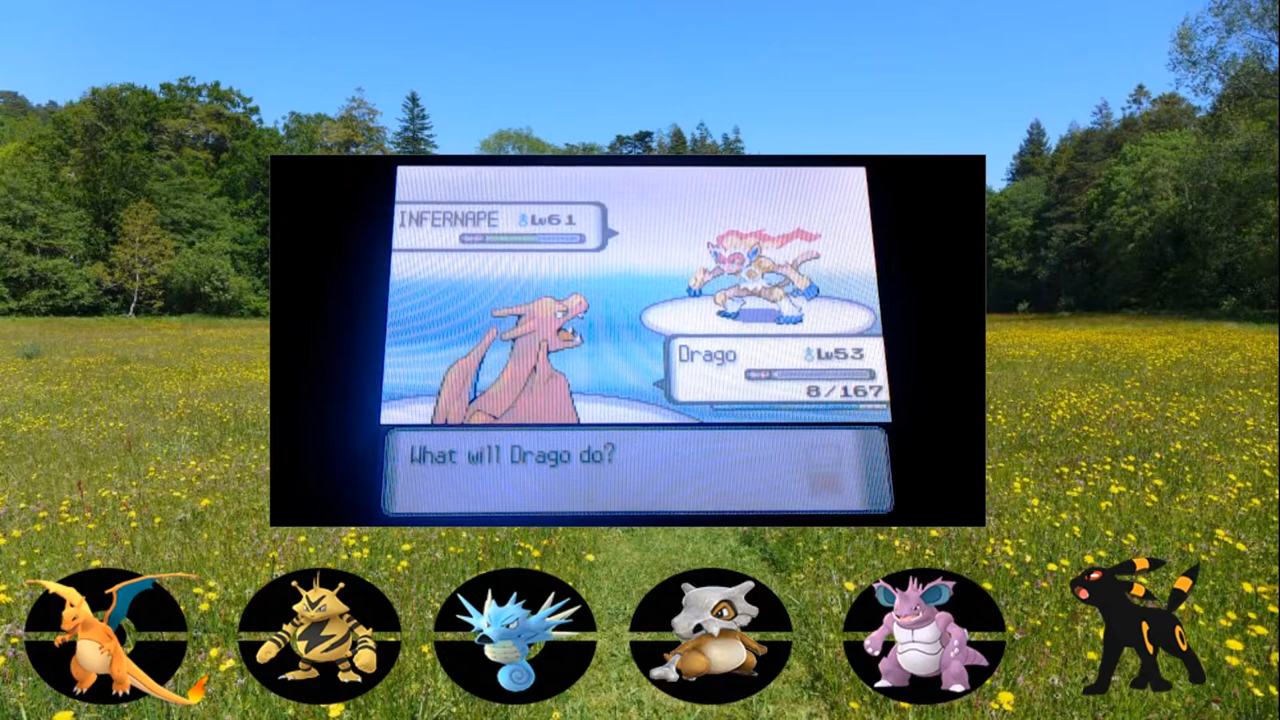 INFERNAPE ♂Lv61
Drago ♂Lv53
8/167
What will Drago do?